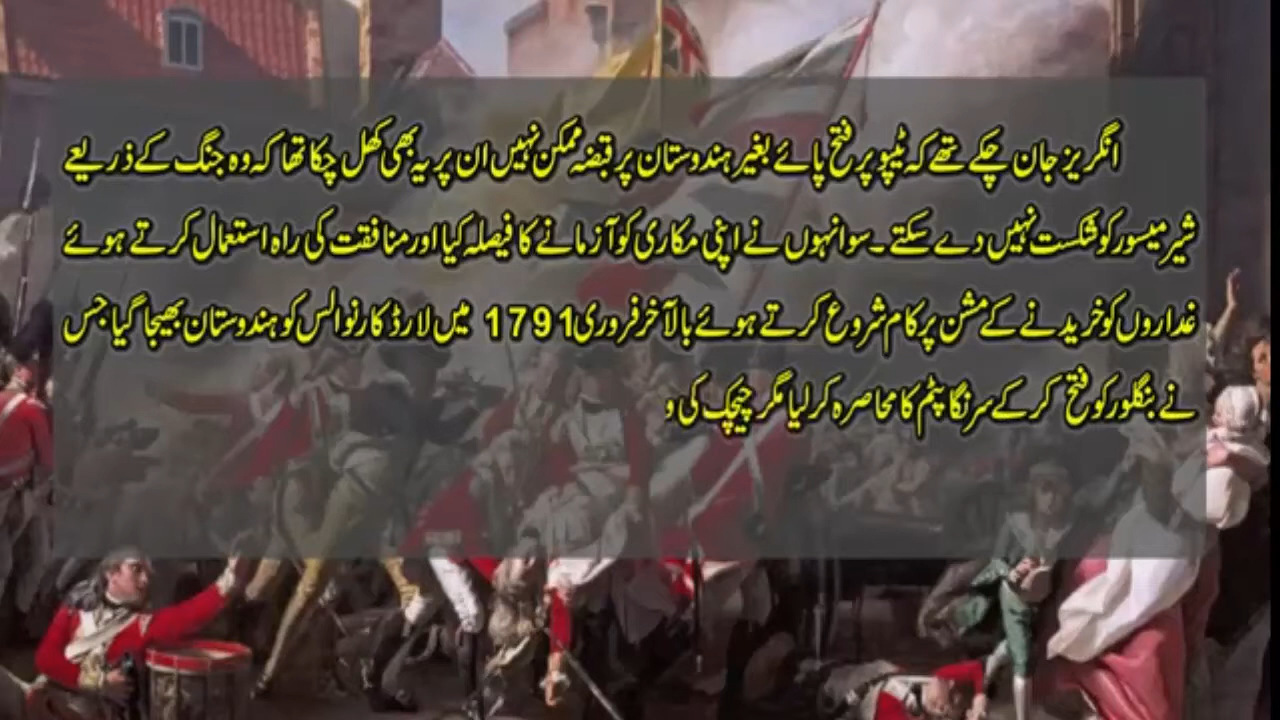 انگریز جان چکے تھے کہ ٹیپو پر فتح پائے بغیر ہندوستان پر قبضہ ممکن نہیں ان پر یہ بھی کھل چکا تھا کہ وہ جنگ کے ذریعے
شیر میسور کو شکست نہیں دے سکتے۔ سو انہوں نے اپنی مکاری کو آزمانے کا فیصلہ کیا اور منافقت کی راہ استعمال کرتے ہوئے
غداروں کو خریدنے کے مشن پر کام شروع کرتے ہوئے بالآخر فروری 1791 میں لارڈ کارنوالس کو ہندوستان بھیجا گیا جس
نے بنگلور کو فتح کر کے سرنگا پٹم کا محاصرہ کر لیا مگر چیچک کی و